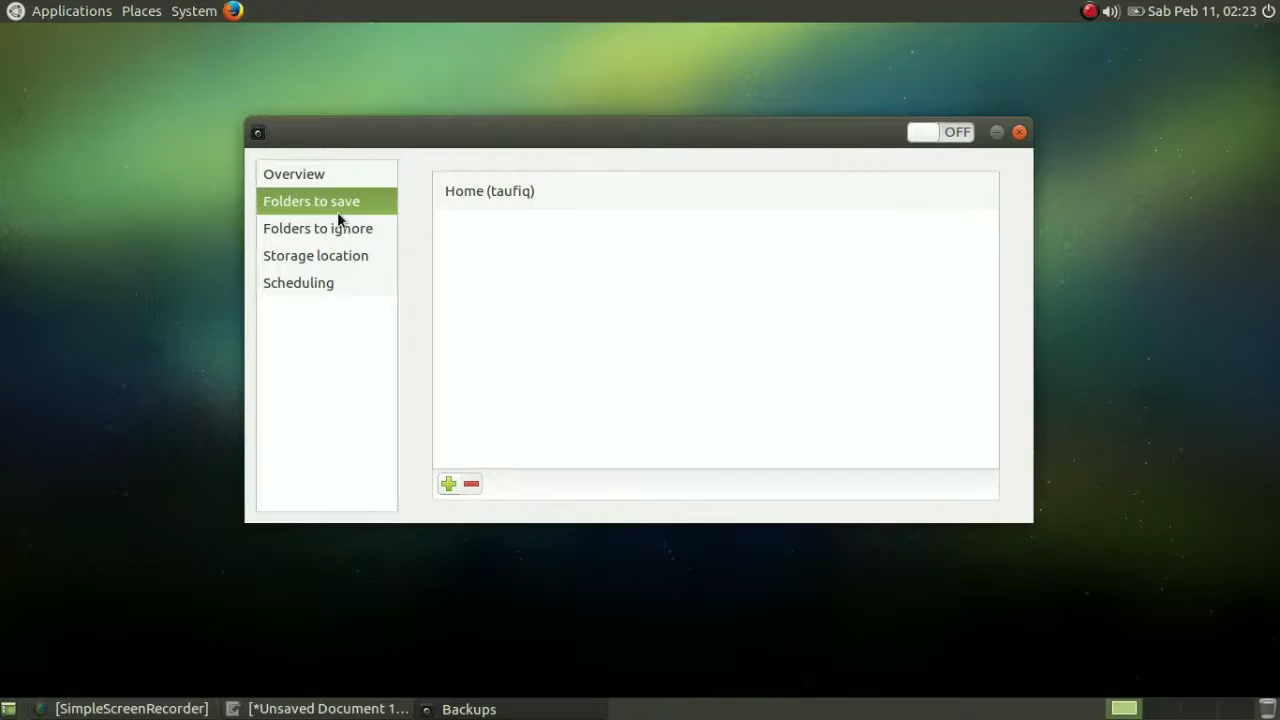 Applications Places System
Sab Peb 11, 02:23
OFF
Overview
Folders to save
Folders to ignore
Storage location
Scheduling
Home (taufiq)
[SimpleScreenRecorder]
[*Unsaved Document 1...
Backups